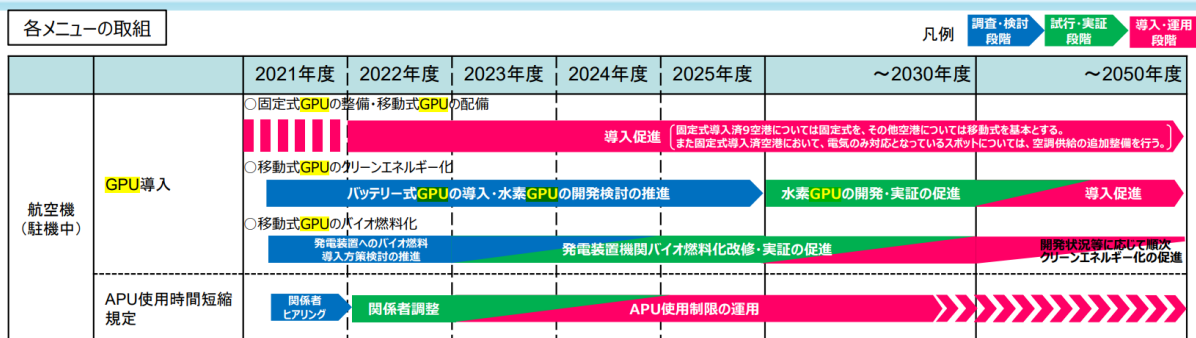 各メニューの取組
凡例
調査・検討
段階
試行・実証
段階
導入・運用
段階
2021年度
2022年度
2023年度
2024年度
2025年度
～2030年度
～2050年度
航空機
（駐機中）
GPU導入
○固定式GPUの整備・移動式GPUの配備
導入促進
固定式導入済9空港については固定式を、その他空港については移動式を基本とする。
また固定式導入済空港において、電気のみ対応となっているスポットについては、空調供給の追加整備を行う。
○移動式GPUのクリーンエネルギー化
バッテリー式GPUの導入・水素GPUの開発検討の推進
水素GPUの開発・実証の促進
導入促進
○移動式GPUのバイオ燃料化
発電装置へのバイオ燃料
導入方策検討の推進
発電装置機関バイオ燃料化改修・実証の促進
開発状況等に応じて順次
クリーンエネルギー化の促進
APU使用時間短縮
規定
関係者
ヒアリング
関係者調整
APU使用制限の運用